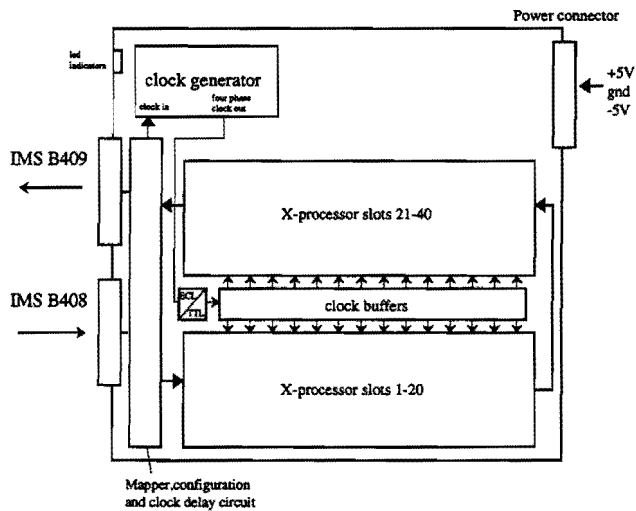 Power connector
led
indicators
clock generator
clock in
four phase
clock out
+5V
gnd
-5V
IMS B409
X-processor slots 21-40
IMS B408
ECL
TTL
clock buffers
X-processor slots 1-20
Mapper,configuration
and clock delay circuit